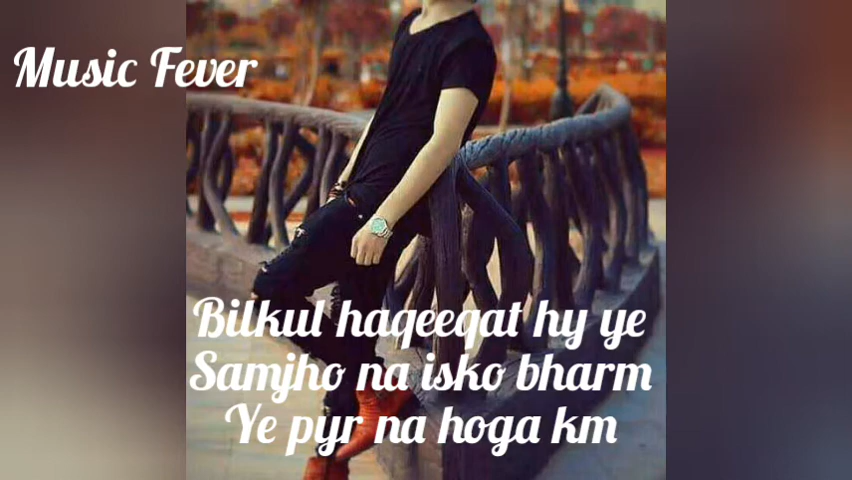 Music Fever
Bilkul haqeeqat hy ye
Samjho na isko bharm
Ye pyr na hoga km